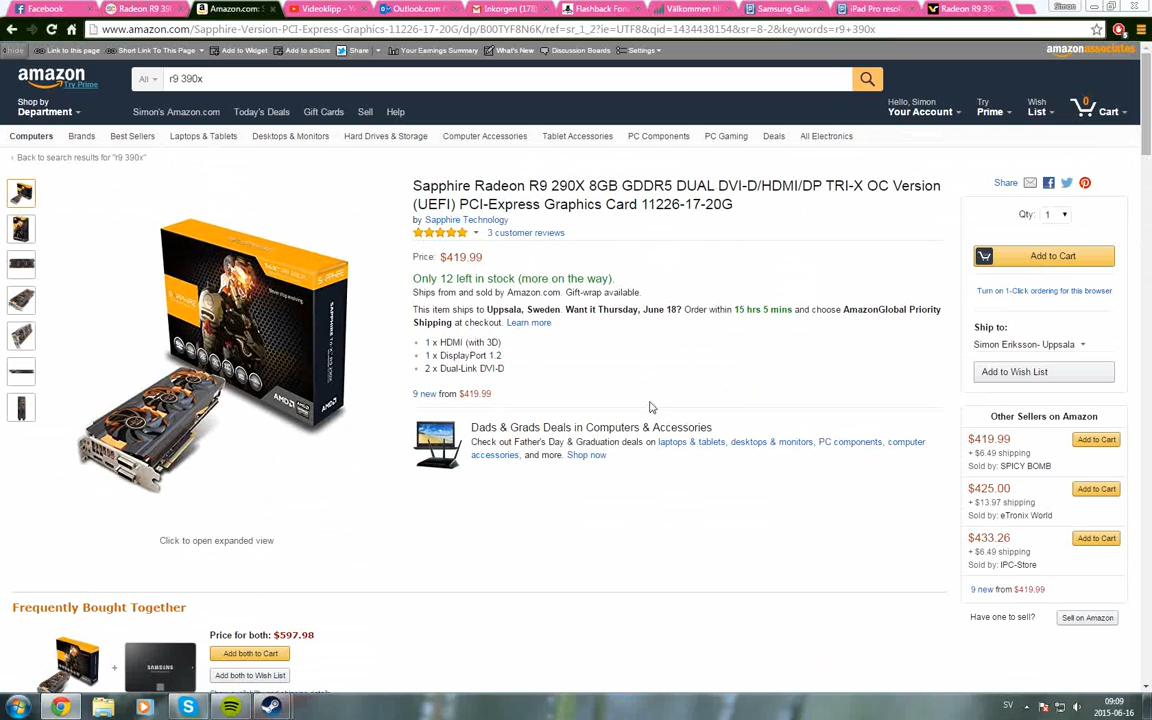 Facebook
Radeon R9 39
Amazon.com: S
Videoklipp - Y
Outlook.com
Inkorgen (178)
Flashback Foru
Välkommen till
Samsung Gala
iPad Pro reso
Radeon R9 39
Simon
www.amazon.com/Sapphire-Version-PCI-Express-Graphics-11226-17-20G/dp/B00TYF8N6K/ref=sr_1_2?ie=UTF8&qid=1434438154&sr=8-2&keywords=r9+390x
hide
Link to this page
Short Link To This Page
Add to Widget
Add to aStore
Share
Your Earnings Summary
What's New
Discussion Boards
Settings
amazonassociates
amazon
Try Prime
All
r9 390x
Shop by
Department
Simon's Amazon.com
Today's Deals
Gift Cards
Sell
Help
Hello, Simon
Your Account
Try
Prime
Wish
List
0
Cart
Computers
Brands
Best Sellers
Laptops & Tablets
Desktops & Monitors
Hard Drives & Storage
Computer Accessories
Tablet Accessories
PC Components
PC Gaming
Deals
All Electronics
‹ Back to search results for "r9 390x"
Sapphire Radeon R9 290X 8GB GDDR5 DUAL DVI-D/HDMI/DP TRI-X OC Version
(UEFI) PCI-Express Graphics Card 11226-17-20G
by Sapphire Technology
3 customer reviews
Price: $419.99
Only 12 left in stock (more on the way).
Ships from and sold by Amazon.com. Gift-wrap available.
This item ships to Uppsala, Sweden. Want it Thursday, June 18? Order within 15 hrs 5 mins and choose AmazonGlobal Priority
Shipping at checkout. Learn more
1 x HDMI (with 3D)
1 x DisplayPort 1.2
2 x Dual-Link DVI-D
9 new from $419.99
Dads & Grads Deals in Computers & Accessories
Check out Father's Day & Graduation deals on laptops & tablets, desktops & monitors, PC components, computer
accessories, and more. Shop now
SAPPHIRE
AMD
Click to open expanded view
Share
Qty: 1
Add to Cart
Turn on 1-Click ordering for this browser
Ship to:
Simon Eriksson- Uppsala
Add to Wish List
Other Sellers on Amazon
$419.99
Add to Cart
+ $6.49 shipping
Sold by: SPICY BOMB
$425.00
Add to Cart
+ $13.97 shipping
Sold by: eTronix World
$433.26
Add to Cart
+ $6.49 shipping
Sold by: IPC-Store
9 new from $419.99
Have one to sell?
Sell on Amazon
Frequently Bought Together
Price for both: $597.98
Add both to Cart
Add both to Wish List
+
SAMSUNG
SV
09:09
2015-06-16